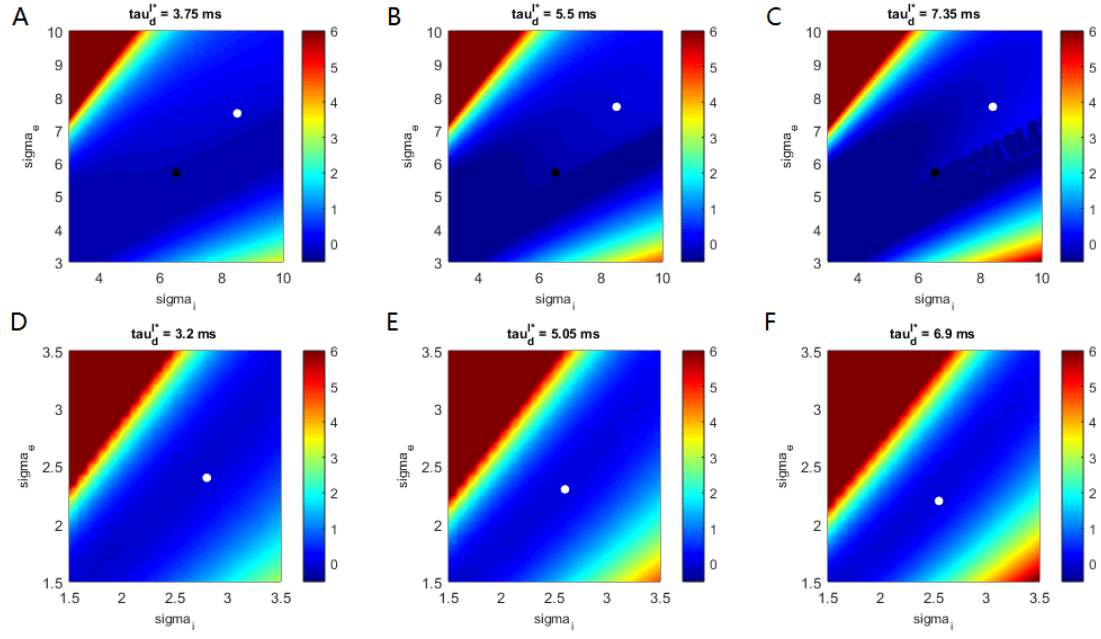 A
B
C
tau_d^I* = 3.75 ms
tau_d^I* = 5.5 ms
tau_d^I* = 7.35 ms
10 9 8 7 6 5 4 3
sigma_e
4 6 8 10
sigma_i
6 5 4 3 2 1 0
10 9 8 7 6 5 4 3
sigma_e
4 6 8 10
sigma_i
6 5 4 3 2 1 0
10 9 8 7 6 5 4 3
sigma_e
4 6 8 10
sigma_i
6 5 4 3 2 1 0
D
E
F
tau_d^I* = 3.2 ms
tau_d^I* = 5.05 ms
tau_d^I* = 6.9 ms
3.5 3 2.5 2 1.5
sigma_e
1.5 2 2.5 3 3.5
sigma_i
6 5 4 3 2 1 0
3.5 3 2.5 2 1.5
sigma_e
1.5 2 2.5 3 3.5
sigma_i
6 5 4 3 2 1 0
3.5 3 2.5 2 1.5
sigma_e
1.5 2 2.5 3 3.5
sigma_i
6 5 4 3 2 1 0